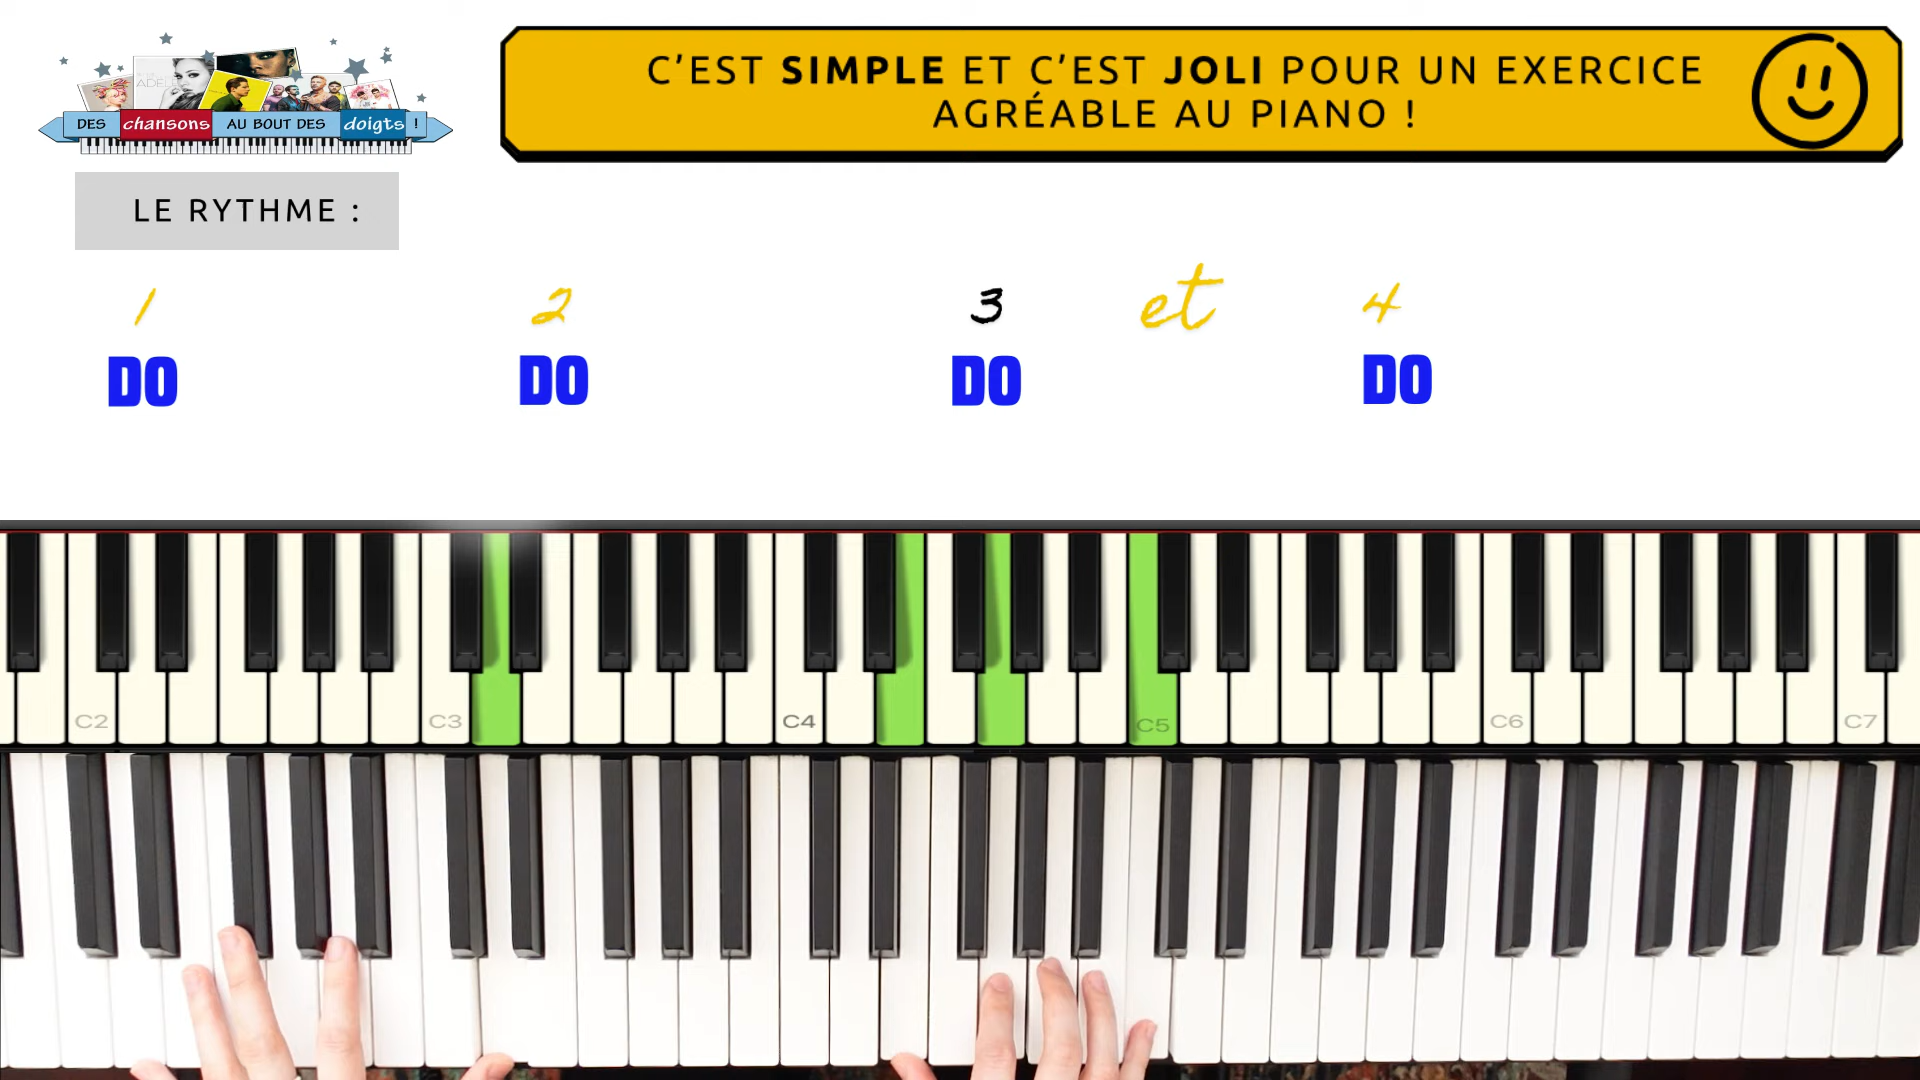 C'EST SIMPLE ET C'EST JOLI POUR UN EXERCICE
AGRÉABLE AU PIANO !
ADELE
DES chansons AU BOUT DES doigts !
LE RYTHME :
1 2 3 et 4
DO DO DO DO
C2 C3 C4 C5 C6 C7